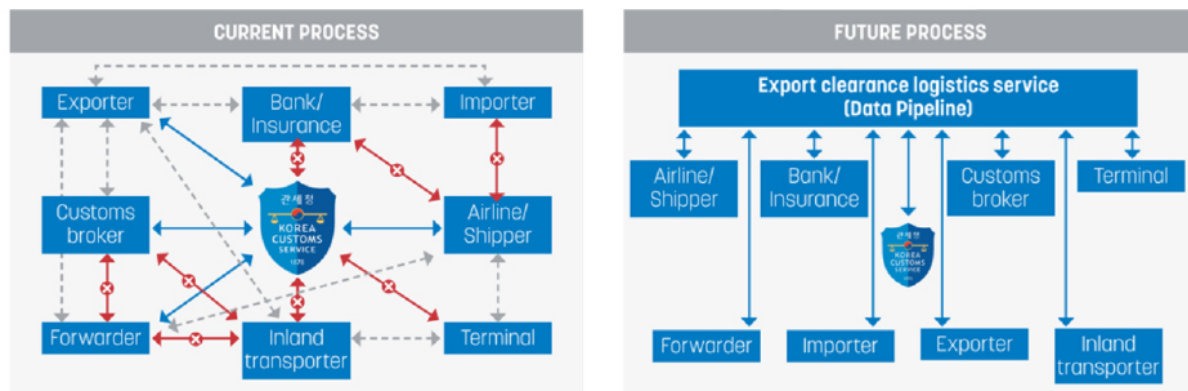 CURRENT PROCESS
Exporter
Bank/
Insurance
Importer
Customs
broker
관세청
KOREA
CUSTOMS
SERVICE
Airline/
Shipper
Forwarder
Inland
transporter
Terminal
FUTURE PROCESS
Export clearance logistics service
(Data Pipeline)
Airline/
Shipper
Bank/
Insurance
Customs
broker
Terminal
관세청
KOREA
CUSTOMS
SERVICE
Forwarder
Importer
Exporter
Inland
transporter